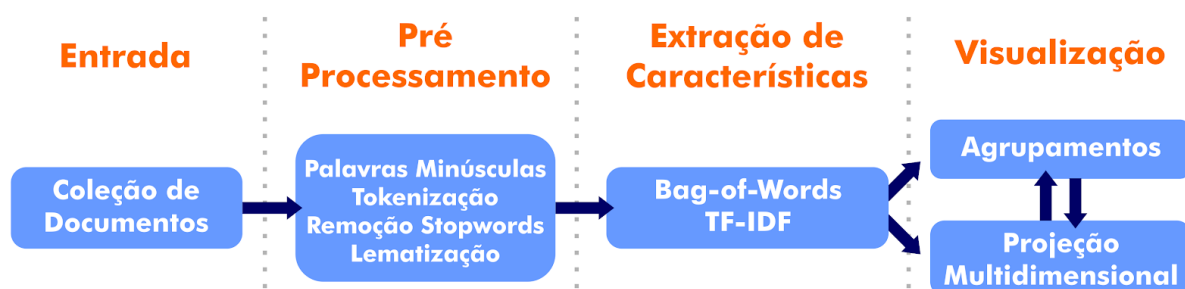 Entrada
Pré
Processamento
Extração de
Características
Visualização
Coleção de
Documentos
Palavras Minúsculas
Tokenização
Remoção Stopwords
Lematização
Bag-of-Words
TF-IDF
Agrupamentos
Projeção
Multidimensional